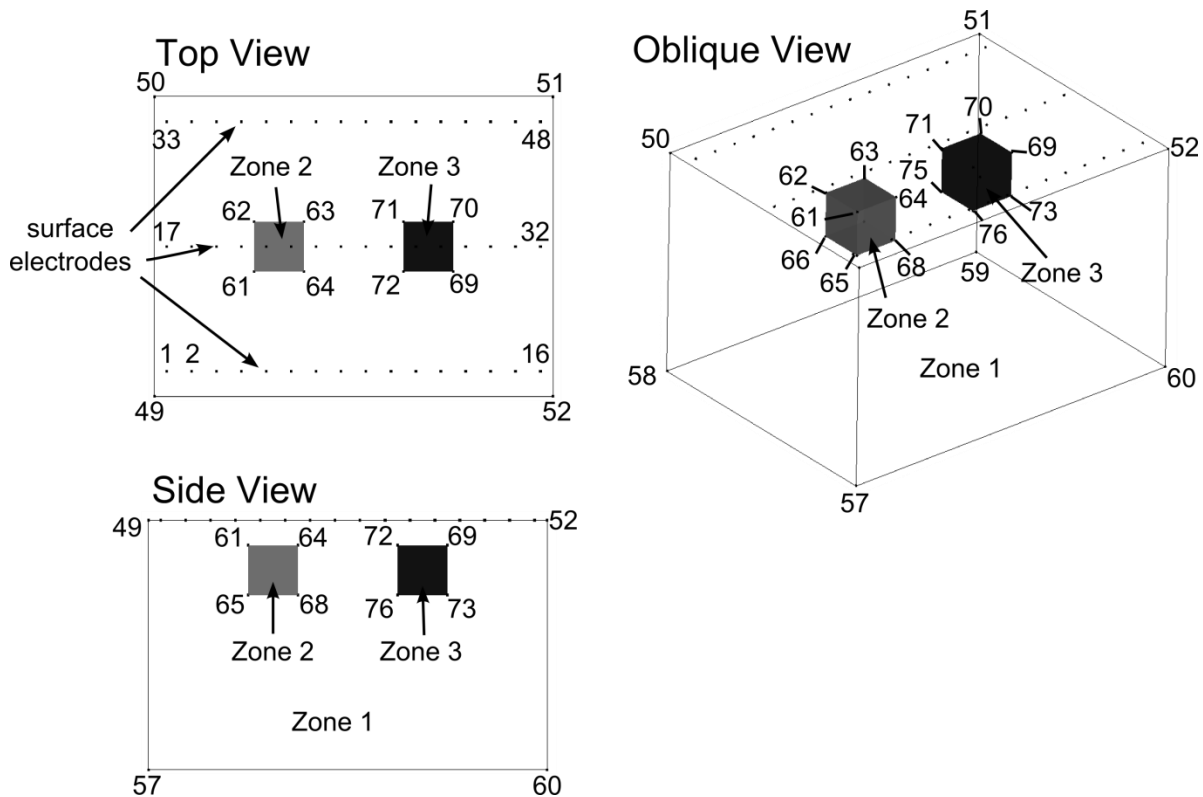 Top View
50 51
33 48
Zone 2 Zone 3
62 63 71 70
surface
electrodes
17 32
61 64 72 69
1 2 16
49 52
Oblique View
51
50
70
71
52
63
69
62
75
64
61
73
76
66
68
59
65
Zone 3
Zone 2
58
Zone 1
60
57
Side View
49 52
61 64 72 69
65 68 76 73
Zone 2 Zone 3
Zone 1
57 60